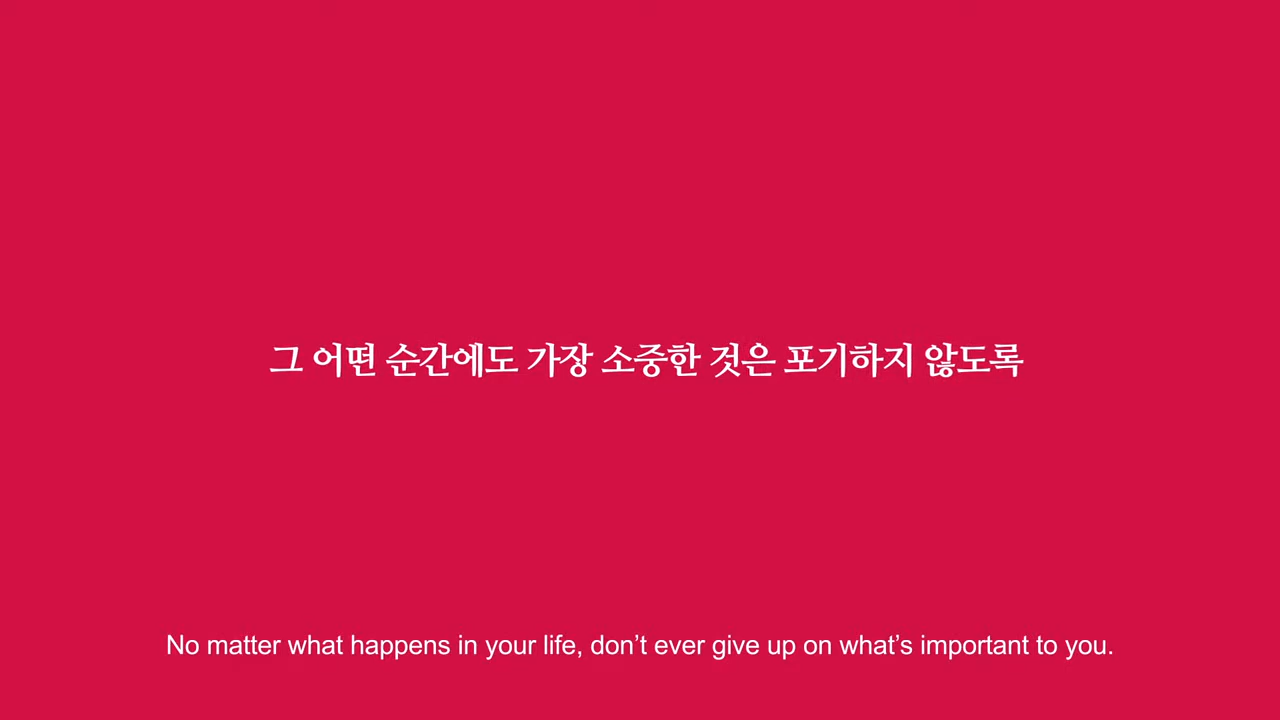 그 어떤 순간에도 가장 소중한 것은 포기하지 않도록
No matter what happens in your life, don’t ever give up on what’s important to you.